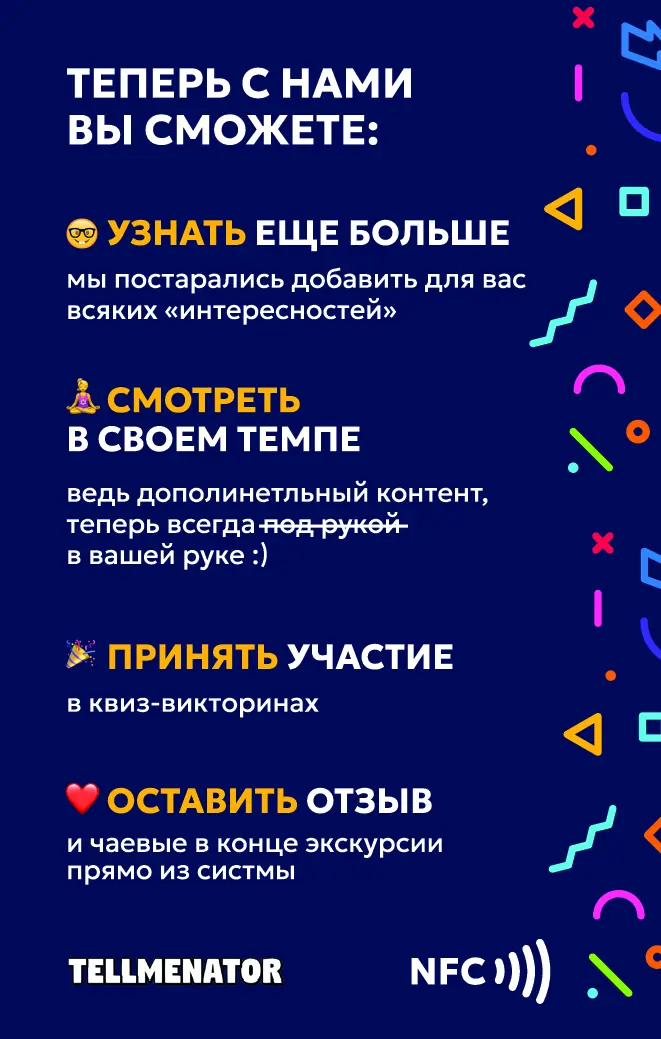 ТЕПЕРЬ С НАМИ
ВЫ СМОЖЕТЕ:
🤓 УЗНАТЬ ЕЩЕ БОЛЬШЕ
мы постарались добавить для вас
всяких «интересностей»
🧘‍♀️ СМОТРЕТЬ
В СВОЕМ ТЕМПЕ
ведь дополинетльный контент,
теперь всегда под рукой
в вашей руке :)
🎉 ПРИНЯТЬ УЧАСТИЕ
в квиз-викторинах
❤️ ОСТАВИТЬ ОТЗЫВ
и чаевые в конце экскурсии
прямо из систмы
TELLMENATOR
NFC